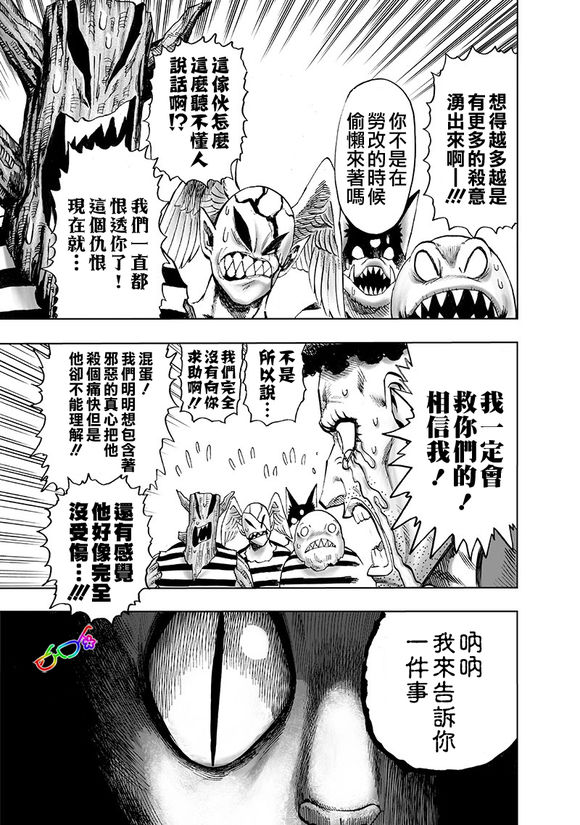 想得越多越是
有更多的殺意
湧出來啊—!!!
你不是在
勞改的時候
偷懶來著嗎
這傢伙怎麼
這麼聽不懂人
說話啊!?
我們一直都
恨透你了！
這個仇恨
現在就…
我一定會
救你們的！
相信我！
不是
所以說…
我們完全
沒有向你
求助啊!!
混蛋！
我們明明想包含著
邪惡的真心把他
殺個痛快但是
他卻不能理解!!
還有感覺
他好像完全
沒受傷…!!!
吶吶
我來告訴你
一件事